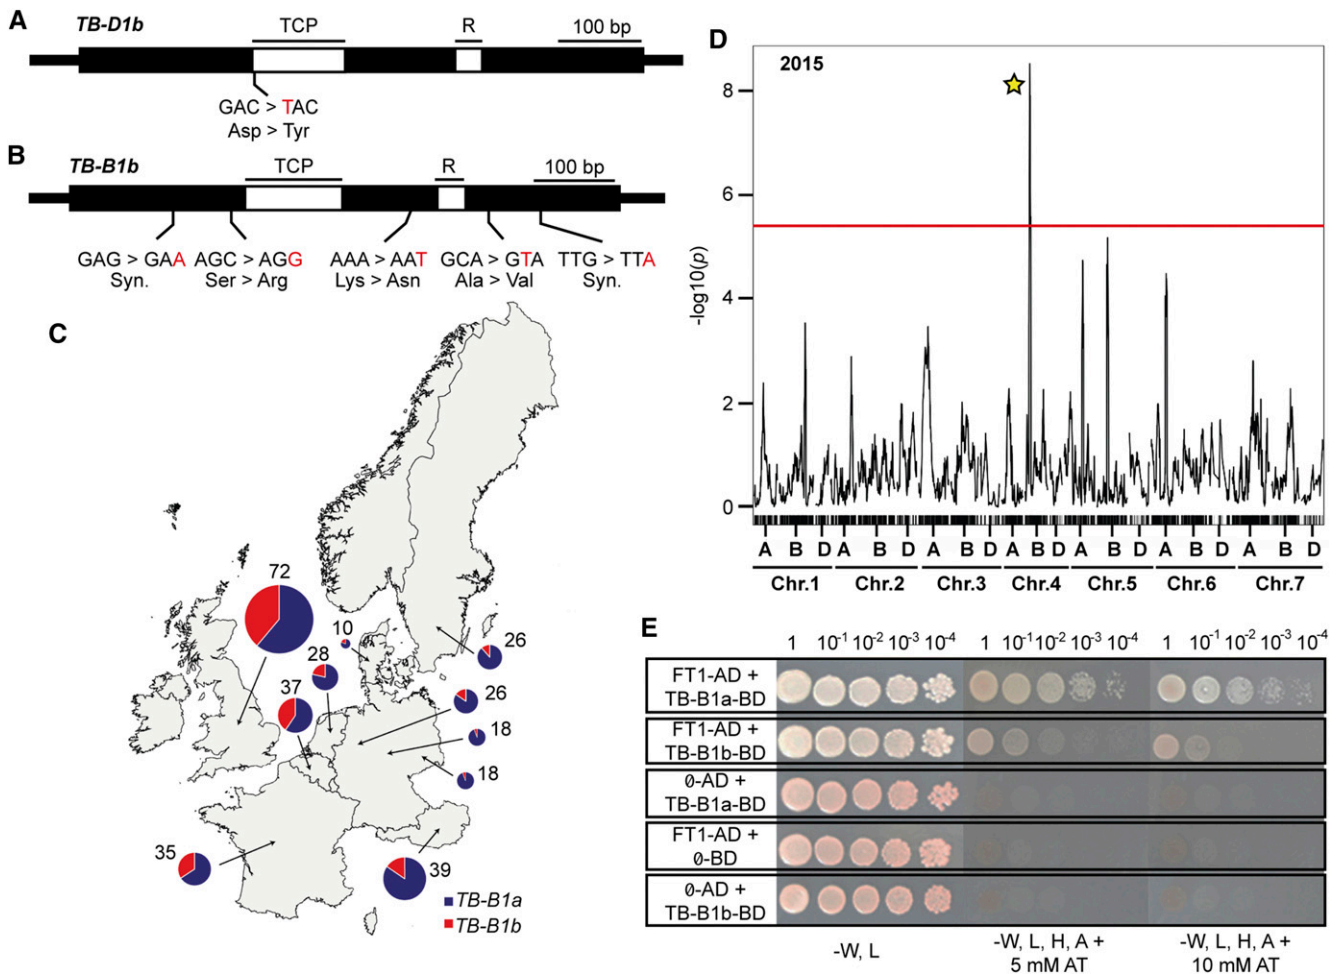 A
TB-D1b
TCP
R
100 bp
GAC > TAC
Asp > Tyr
B
TB-B1b
TCP
R
100 bp
GAG > GAA
Syn.
AGC > AGG
Ser > Arg
AAA > AAT
Lys > Asn
GCA > GTA
Ala > Val
TTG > TTA
Syn.
C
72
10
28
37
26
26
18
18
35
39
TB-B1a
TB-B1b
D
2015
-log10(p)
8
6
4
2
0
A B D A B D A B D A B D A B D A B D A B D
Chr.1 Chr.2 Chr.3 Chr.4 Chr.5 Chr.6 Chr.7
E
1 10-1 10-2 10-3 10-4 1 10-1 10-2 10-3 10-4 1 10-1 10-2 10-3 10-4
FT1-AD +
TB-B1a-BD
FT1-AD +
TB-B1b-BD
0-AD +
TB-B1a-BD
FT1-AD +
0-BD
0-AD +
TB-B1b-BD
-W, L
-W, L, H, A +
5 mM AT
-W, L, H, A +
10 mM AT